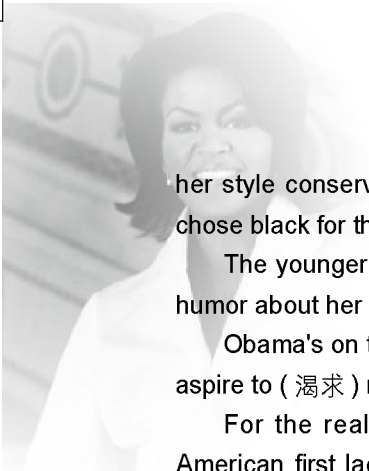 her style conserv
chose black for th
The younger
humor about her
Obama's on t
aspire to ( 渴求 ) r
For the real
American first lad